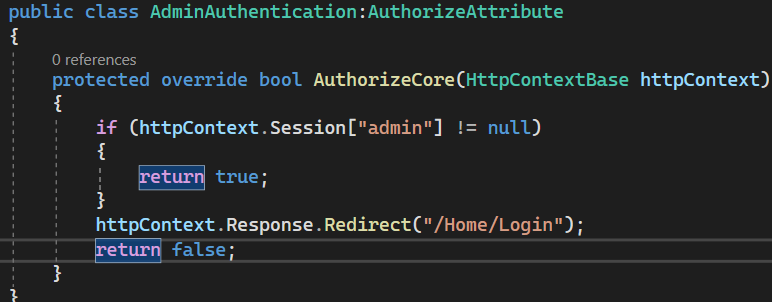 public class AdminAuthentication:AuthorizeAttribute
{
0 references
protected override bool AuthorizeCore(HttpContextBase httpContext)
{
if (httpContext.Session["admin"] != null)
{
return true;
}
httpContext.Response.Redirect("/Home/Login");
return false;
}
}